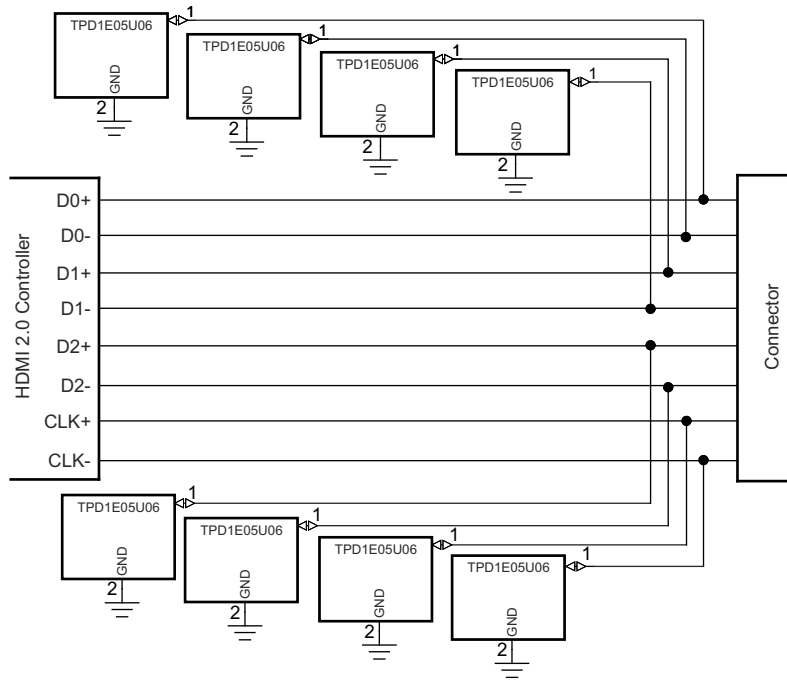 TPD1E05U06
1
GND
2
TPD1E05U06
1
GND
2
TPD1E05U06
1
GND
2
TPD1E05U06
1
GND
2
HDMI 2.0 Controller
D0+
D0-
D1+
D1-
D2+
D2-
CLK+
CLK-
Connector
TPD1E05U06
1
GND
2
TPD1E05U06
1
GND
2
TPD1E05U06
1
GND
2
TPD1E05U06
1
GND
2